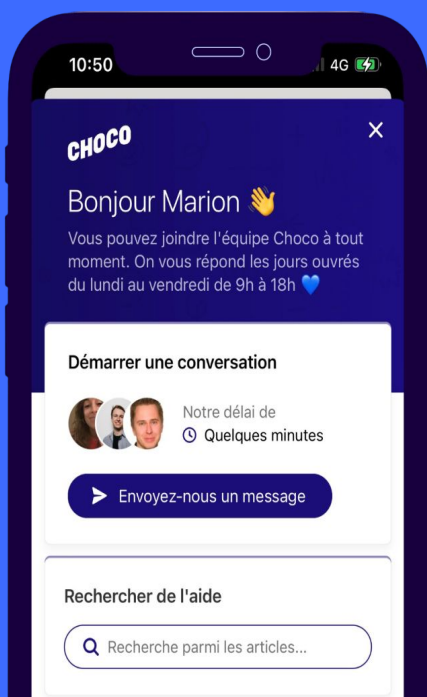 10:50
4G
CHOCO
Bonjour Marion 👋
Vous pouvez joindre l'équipe Choco à tout
moment. On vous répond les jours ouvrés
du lundi au vendredi de 9h à 18h 💙
Démarrer une conversation
Notre délai de
Quelques minutes
Envoyez-nous un message
Rechercher de l'aide
Recherche parmi les articles...